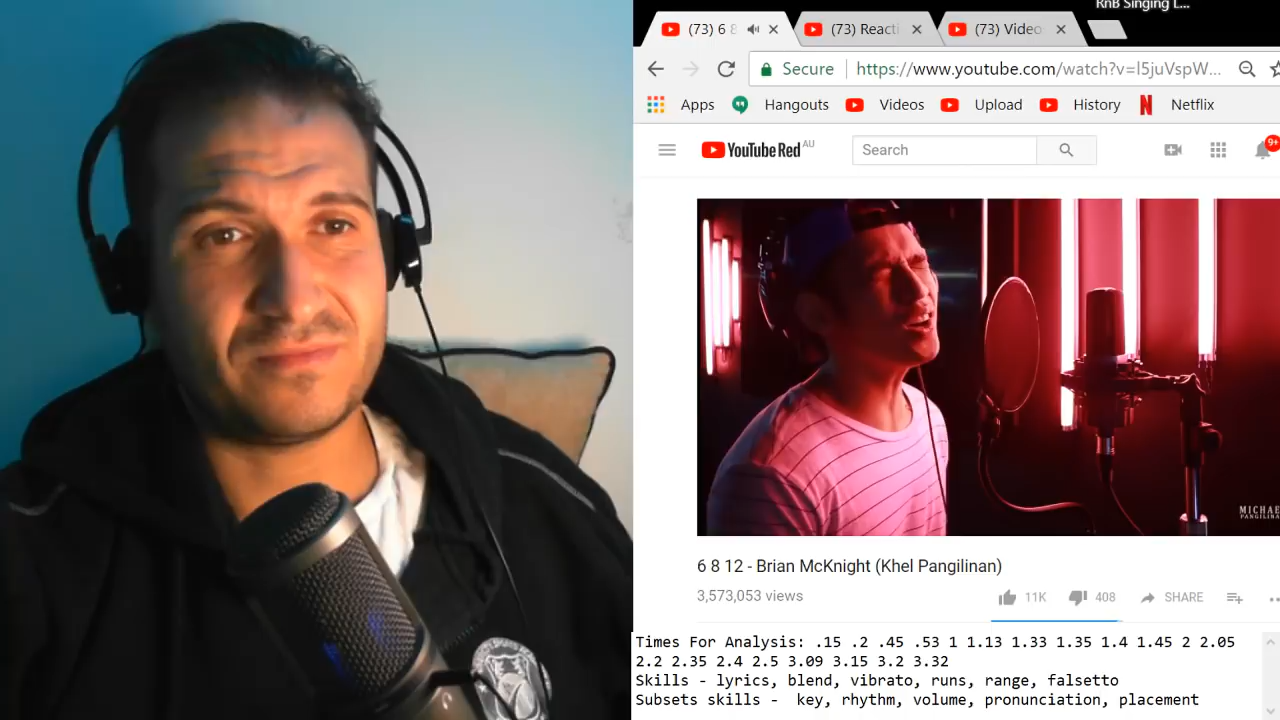 RnB Singing L...
(73) 6 8
(73) Reacti
(73) Video
Secure
https://www.youtube.com/watch?v=l5juVspW...
Apps
Hangouts
Videos
Upload
History
Netflix
YouTube Red AU
Search
9+
MICHAE
PANGILINA
6 8 12 - Brian McKnight (Khel Pangilinan)
3,573,053 views
11K
408
SHARE
Times For Analysis: .15 .2 .45 .53 1 1.13 1.33 1.35 1.4 1.45 2 2.05
2.2 2.35 2.4 2.5 3.09 3.15 3.2 3.32
Skills - lyrics, blend, vibrato, runs, range, falsetto
Subsets skills -  key, rhythm, volume, pronunciation, placement